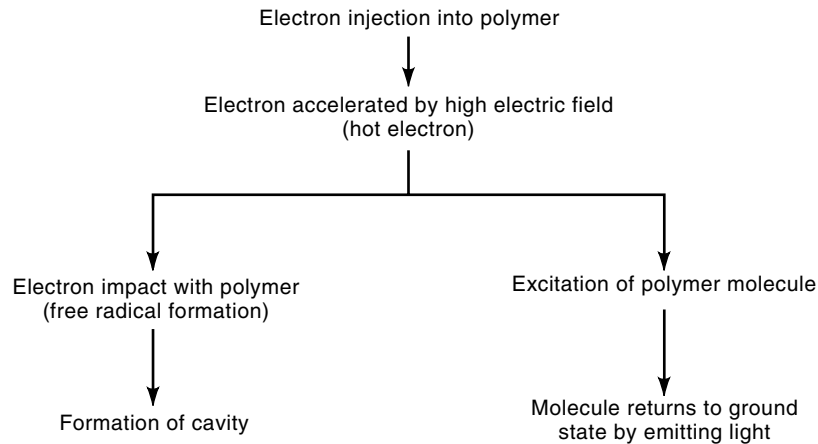 Electron injection into polymer
Electron accelerated by high electric field
(hot electron)
Electron impact with polymer
(free radical formation)
Excitation of polymer molecule
Formation of cavity
Molecule returns to ground
state by emitting light